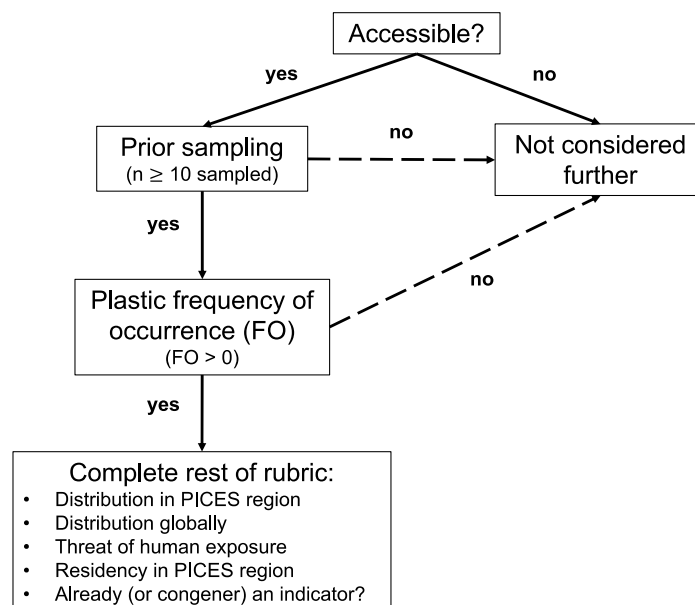 Accessible?
yes
no
Prior sampling
(n ≥ 10 sampled)
no
Not considered
further
yes
Plastic frequency of
occurrence (FO)
(FO > 0)
no
yes
Complete rest of rubric:
• Distribution in PICES region
• Distribution globally
• Threat of human exposure
• Residency in PICES region
• Already (or congener) an indicator?